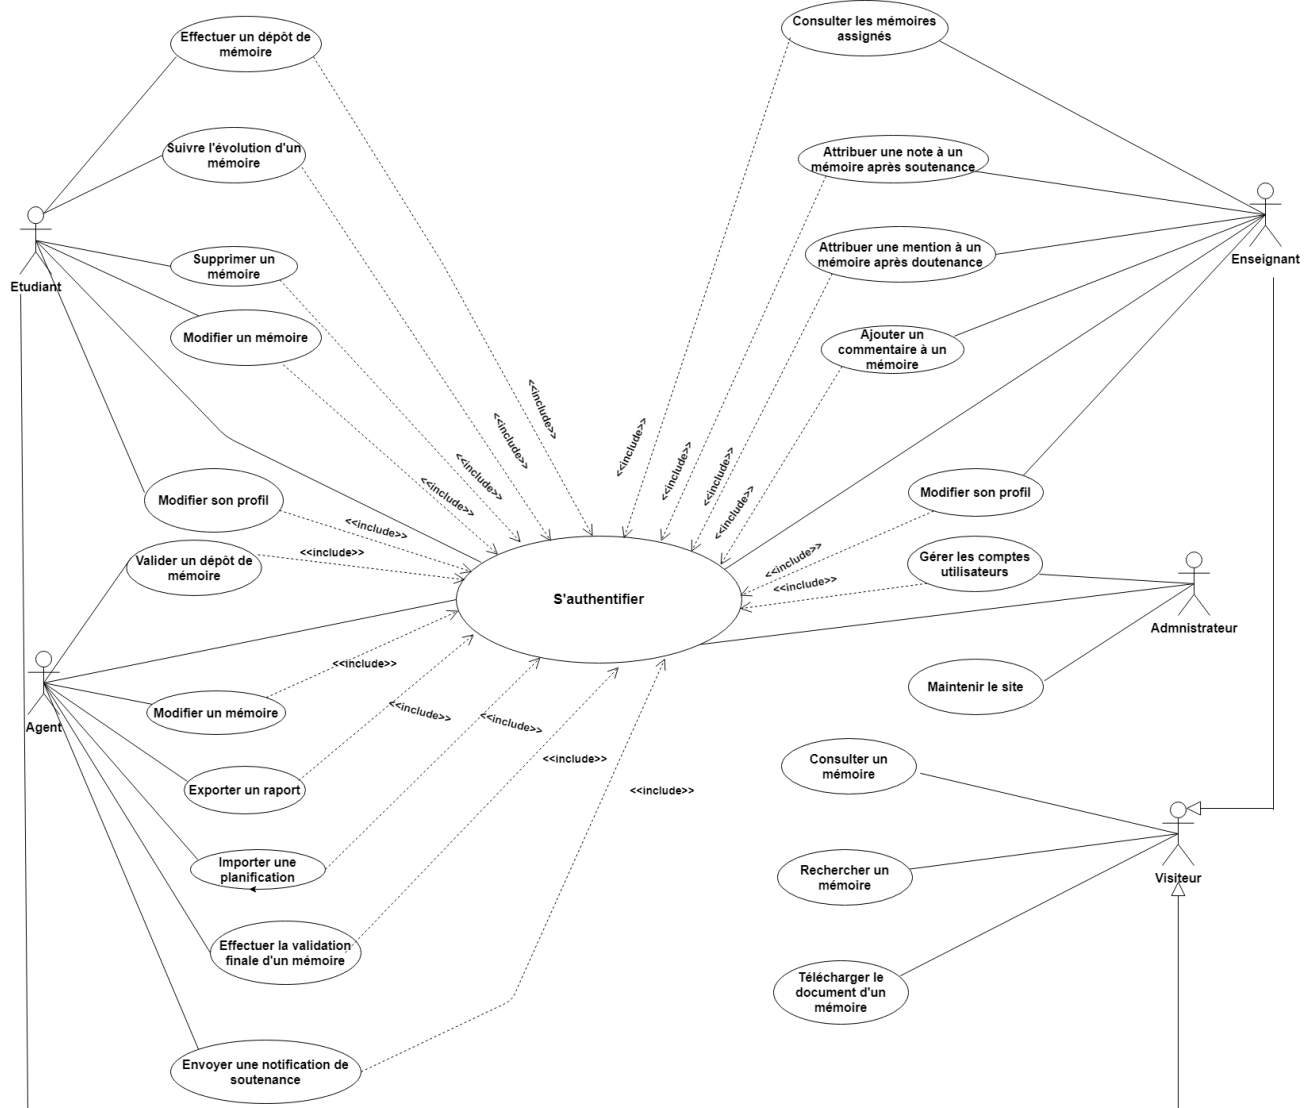 Effectuer un dépôt de
mémoire
Consulter les mémoires
assignés
Suivre l'évolution d'un
mémoire
Attribuer une note à un
mémoire après soutenance
Etudiant
Enseignant
Supprimer un
mémoire
Attribuer une mention à un
mémoire après doutenance
Modifier un mémoire
Ajouter un
commentaire à un
mémoire
<<include>>
<<include>>
<<include>>
<<include>>
<<include>>
<<include>>
<<include>>
<<include>>
Modifier son profil
<<include>>
Modifier son profil
<<include>>
Valider un dépôt de
mémoire
<<include>>
Gérer les comptes
utilisateurs
<<include>>
S'authentifier
Admnistrateur
Agent
<<include>>
Modifier un mémoire
<<include>>
<<include>>
Maintenir le site
Exporter un raport
<<include>>
<<include>>
Consulter un
mémoire
Importer une
planification
Rechercher un
mémoire
Visiteur
Effectuer la validation
finale d'un mémoire
Télécharger le
document d'un
mémoire
Envoyer une notification de
soutenance